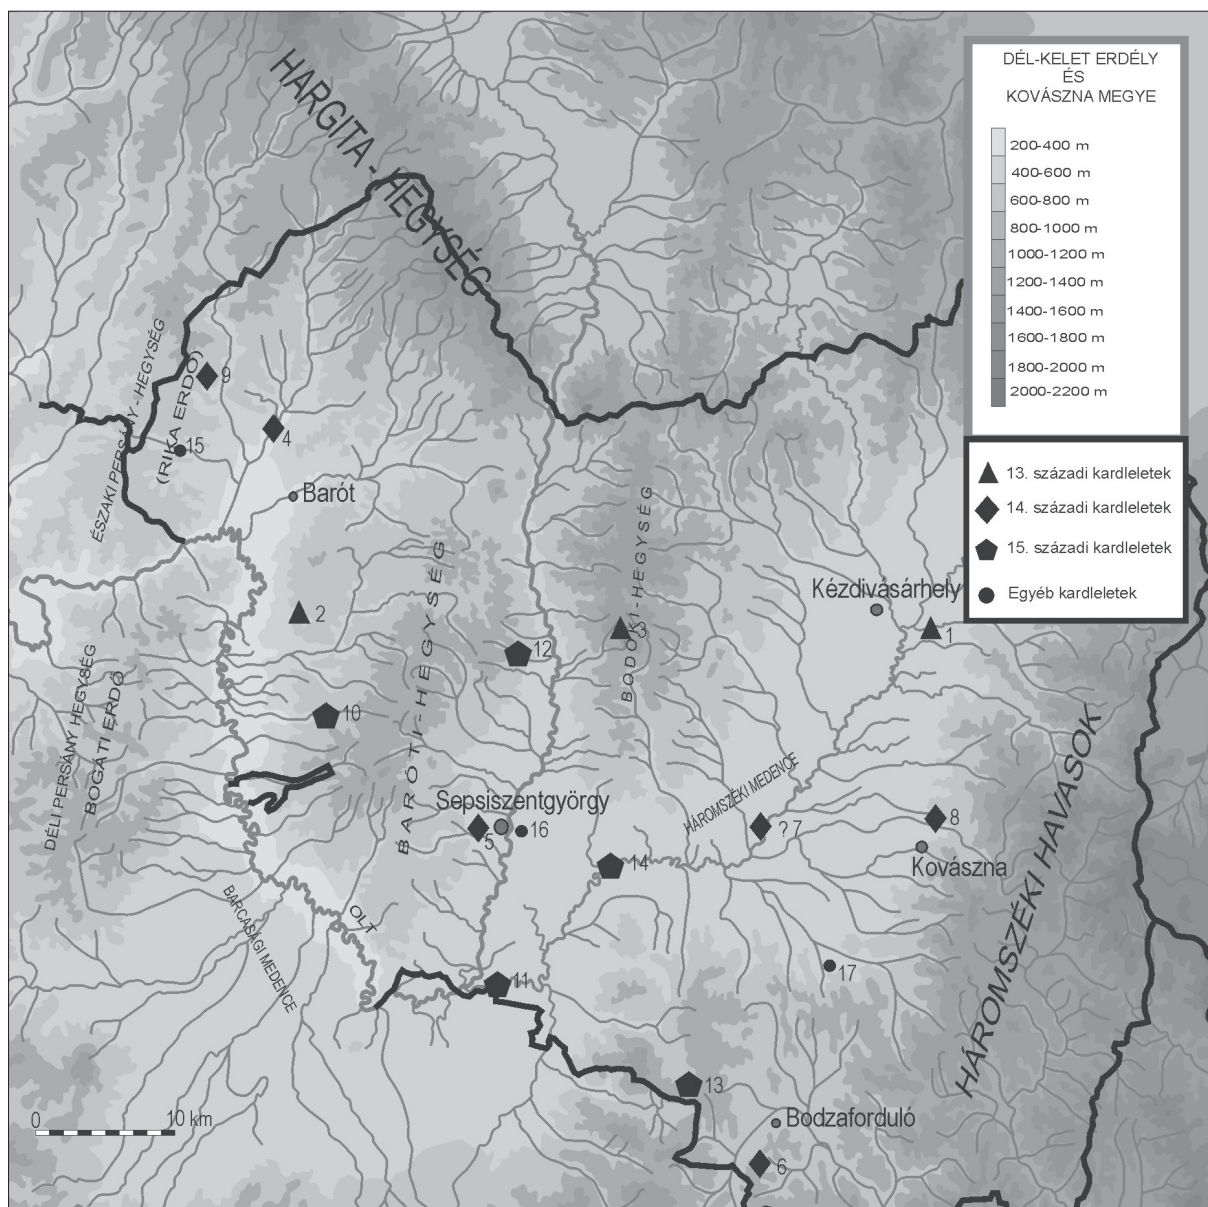 HARGITA - HEGYSÉG
DÉL-KELET ERDÉLY
ÉS
KOVÁSZNA MEGYE
200-400 m
400-600 m
600-800 m
800-1000 m
1000-1200 m
1200-1400 m
1400-1600 m
1600-1800 m
1800-2000 m
2000-2200 m
13. századi kardleletek
14. századi kardleletek
15. századi kardleletek
Egyéb kardleletek
ÉSZAKI PERSÁNY - HEGYSÉG
(RIKA ERDŐ)
9
4
15
Barót
BARÓTI - HEGYSÉG
BODOKI-HEGYSÉG
Kézdivásárhely
2
3
1
12
10
DÉLI PERSÁNY HEGYSÉG
BOGÁTI ERDŐ
HÁROMSZÉKI MEDENCE
Sepsiszentgyörgy
5
16
? 7
8
Kovászna
14
HÁROMSZÉKI HAVASOK
BARCASÁGI MEDENCE
OLT
11
17
13
0
10 km
Bodzaforduló
6